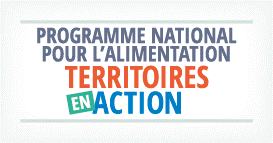 PROGRAMME NATIONAL
POUR L'ALIMENTATION
TERRITOIRES
EN ACTION